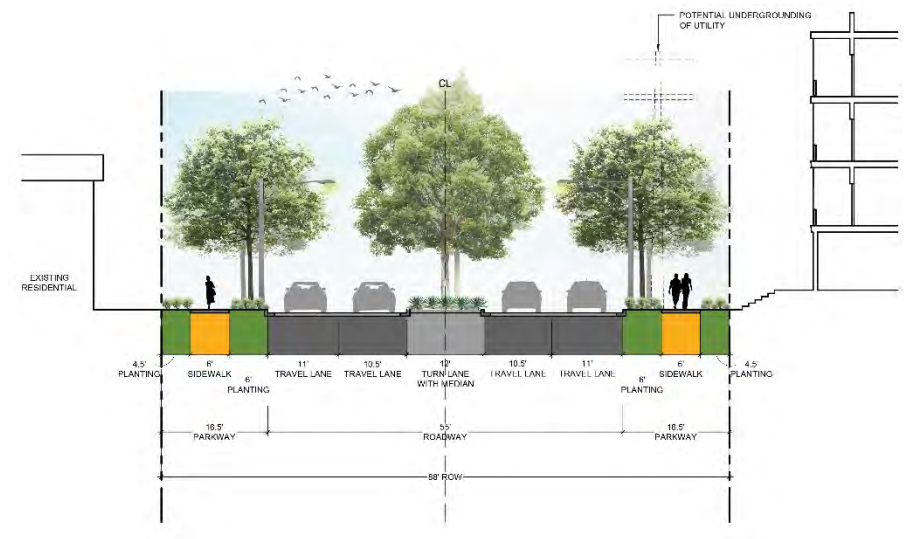 POTENTIAL UNDERGROUNDING
OF UTILITY
CL
EXISTING
RESIDENTIAL
4.5'
PLANTING
6'
SIDEWALK
6'
PLANTING
11'
TRAVEL LANE
10.5'
TRAVEL LANE
12'
TURN LANE
WITH MEDIAN
10.5'
TRAVEL LANE
11'
TRAVEL LANE
6'
PLANTING
6'
SIDEWALK
4.5'
PLANTING
16.5'
PARKWAY
55'
ROADWAY
16.5'
PARKWAY
88' ROW